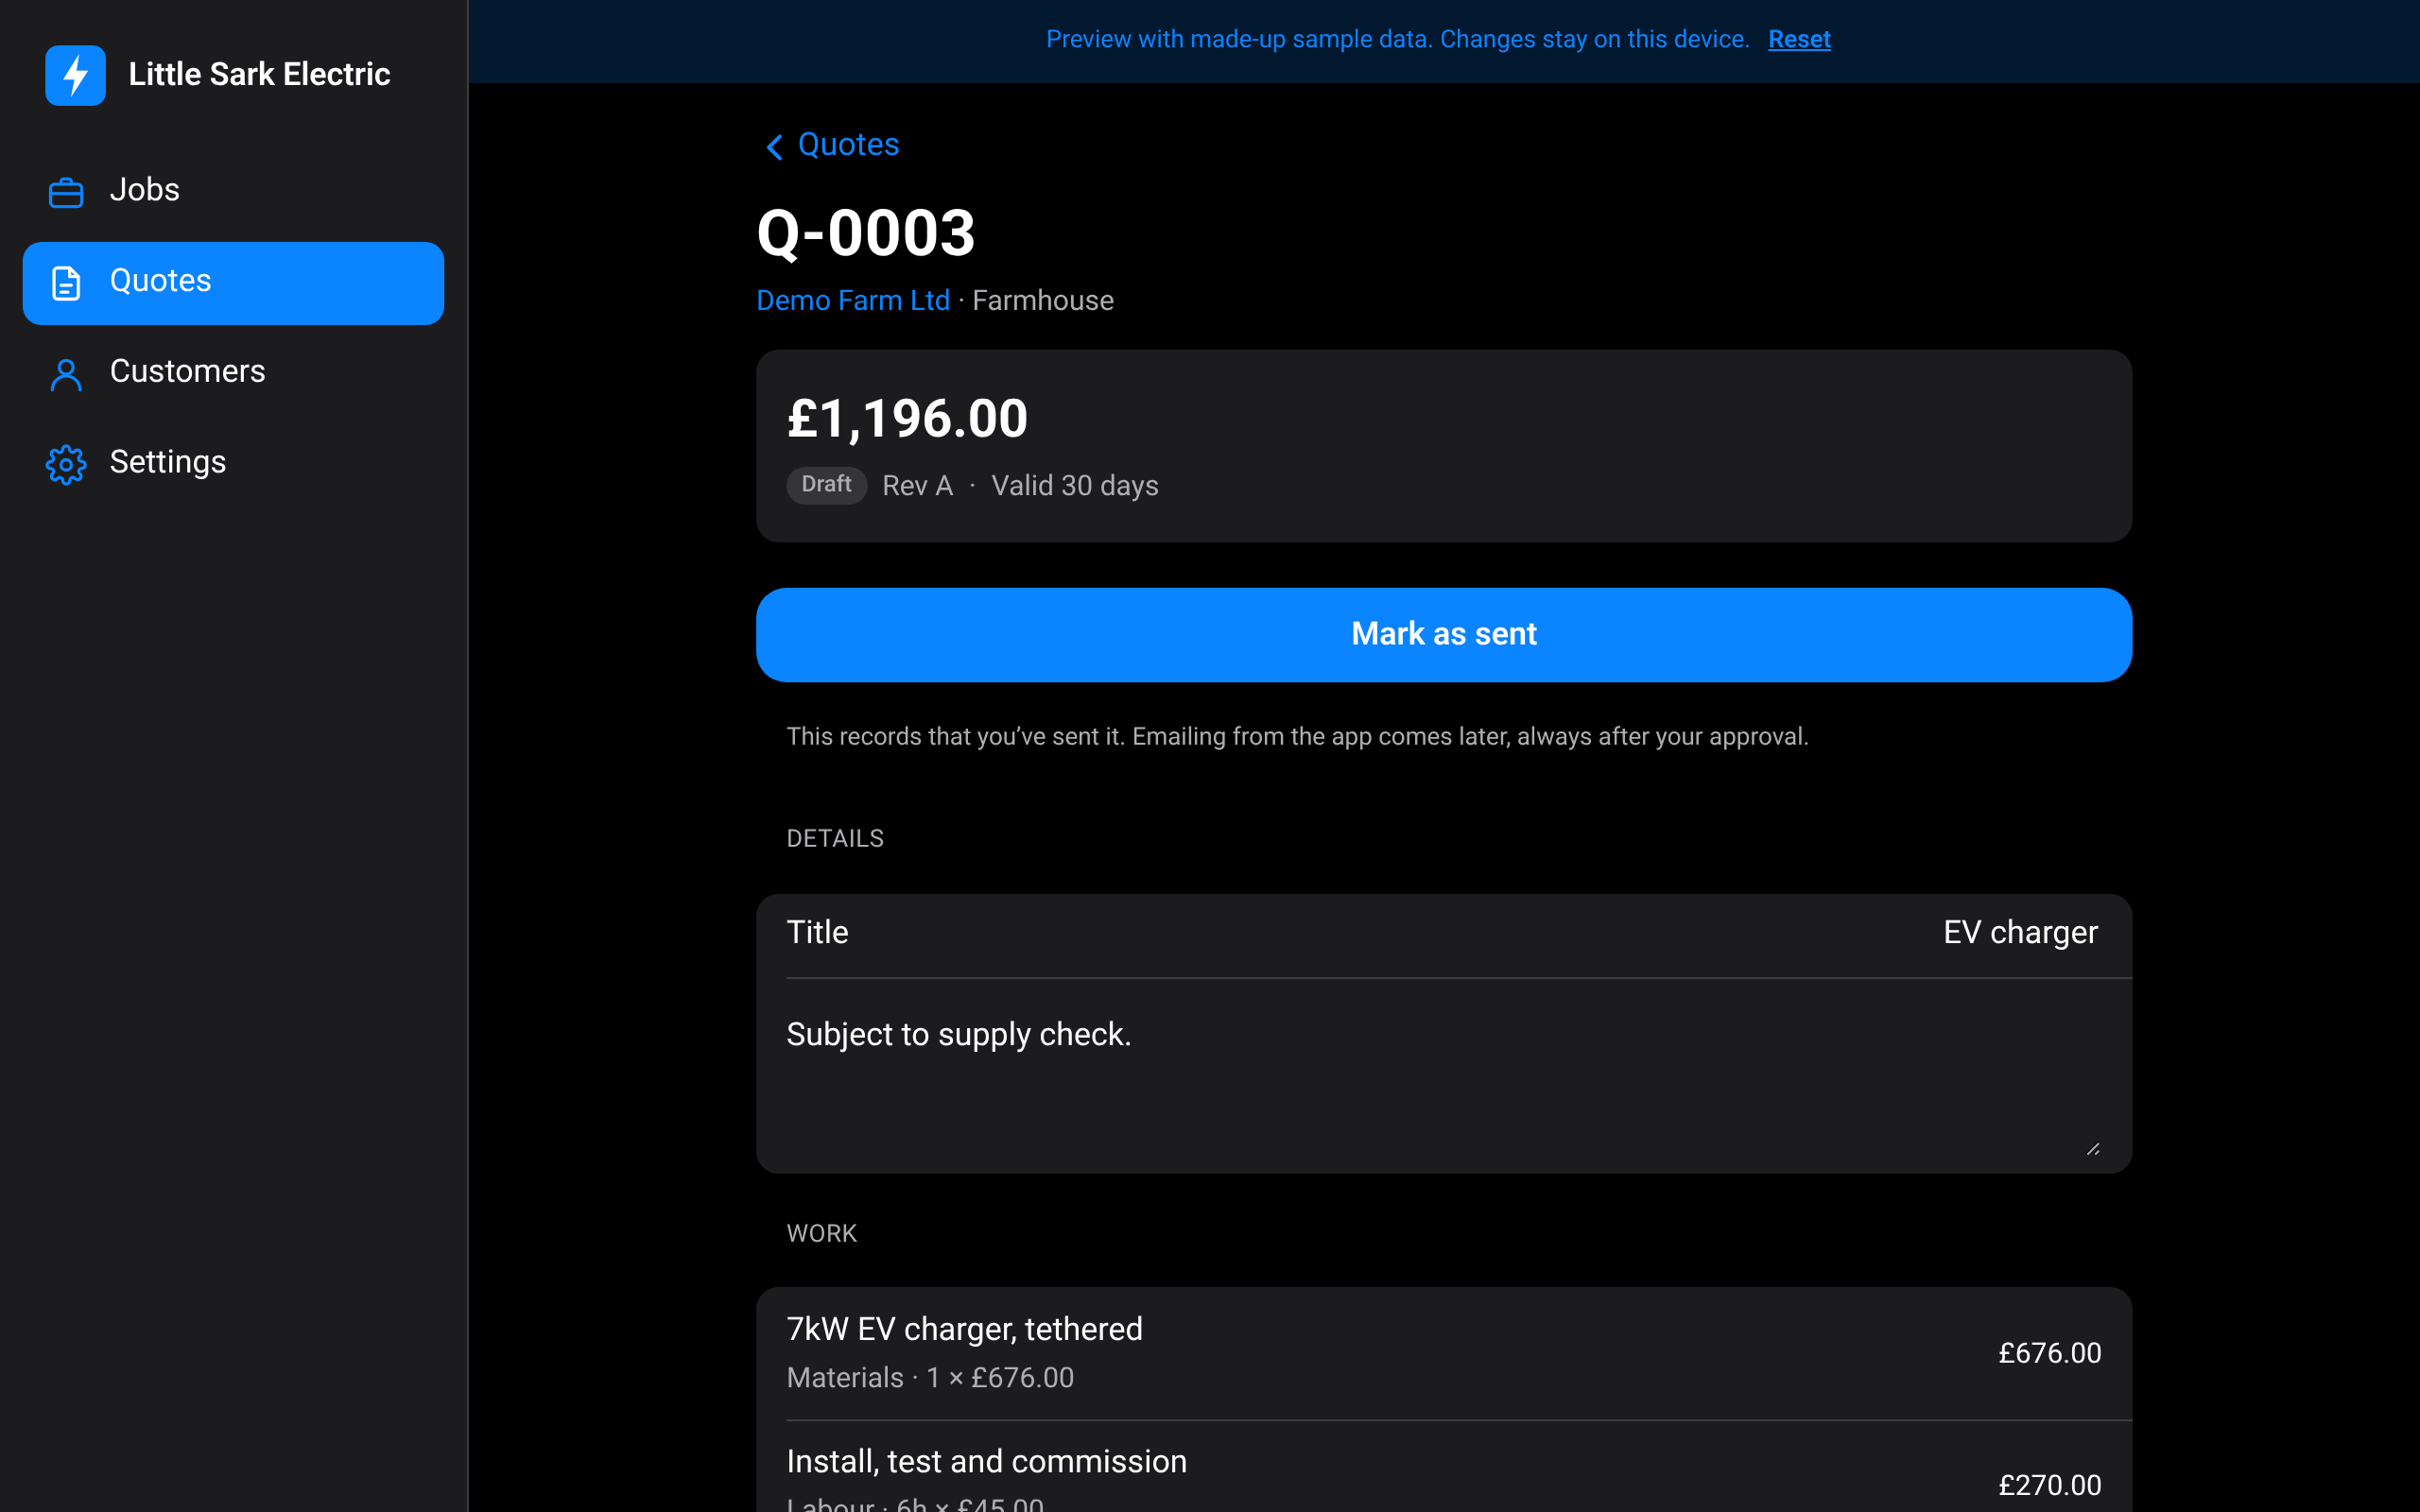 Little Sark Electric
Jobs
Quotes
Customers
Settings
Preview with made-up sample data. Changes stay on this device. Reset
Quotes
Q-0003
Demo Farm Ltd · Farmhouse
£1,196.00
Draft Rev A · Valid 30 days
Mark as sent
This records that you’ve sent it. Emailing from the app comes later, always after your approval.
DETAILS
Title EV charger
Subject to supply check.
WORK
7kW EV charger, tethered
£676.00
Materials · 1 × £676.00
Install, test and commission
£270.00
Labour · 6h × £45.00